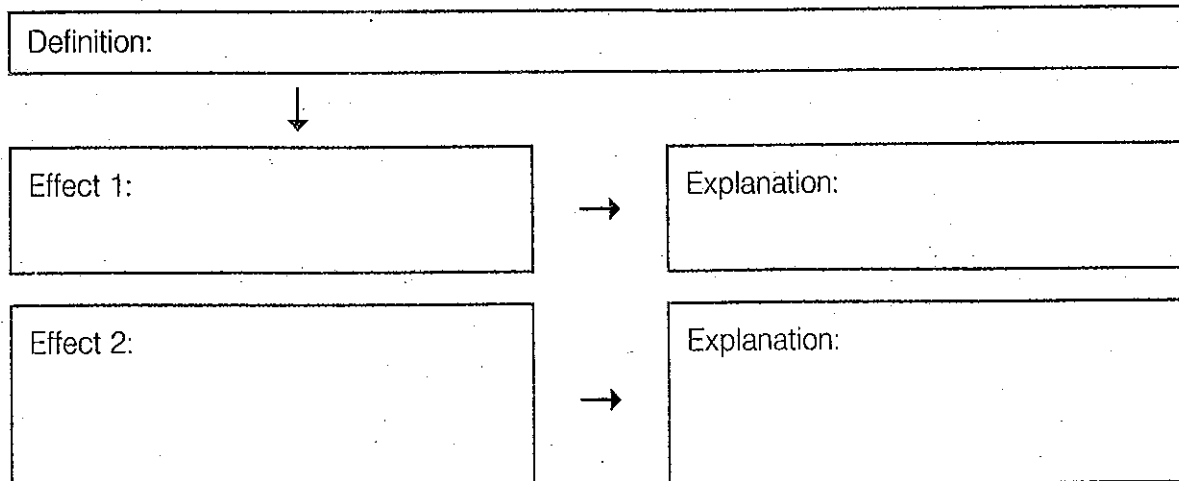 Definition:
Effect 1:
Explanation:
Effect 2:
Explanation: